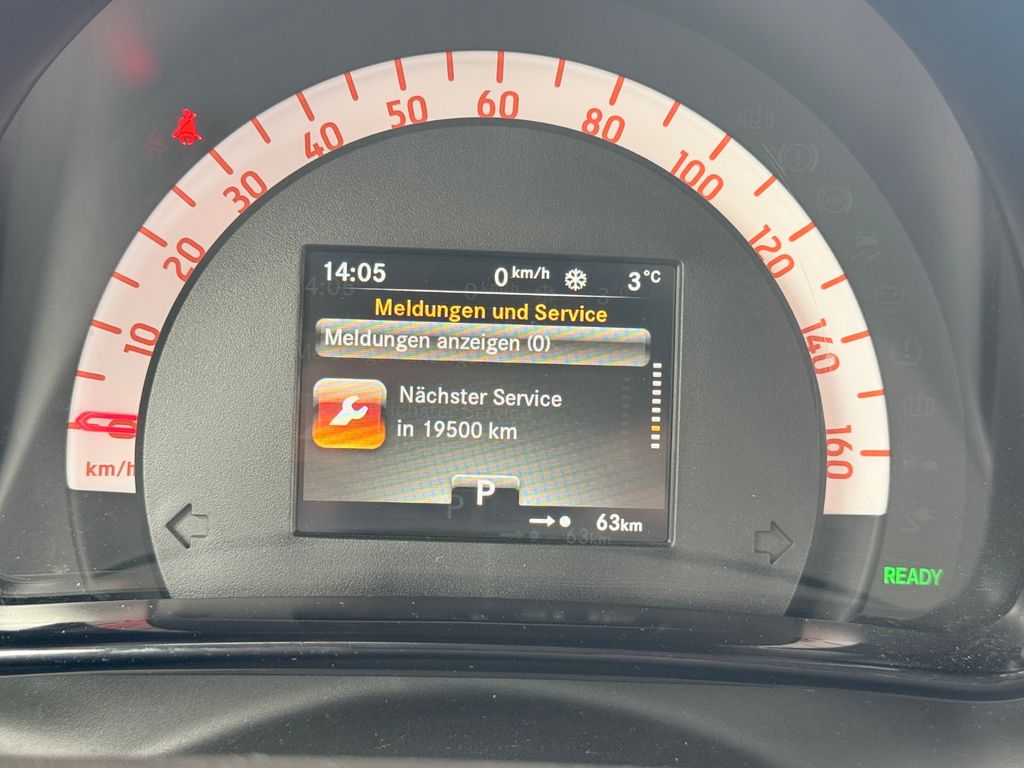 10
20
30
40
50
60
80
100
120
140
160
km/h
14:05 0 km/h 3 °C
Meldungen und Service
Meldungen anzeigen (0)
Nächster Service
in 19500 km
P
63km
READY